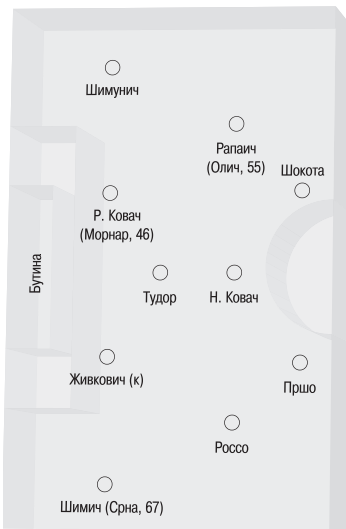 Шимунич
Рапаич
(Олич, 55)
Шокота
Р. Ковач
(Морнар, 46)
Бутина
Тудор
Н. Ковач
Живкович (к)
Пршо
Россо
Шимич (Срна, 67)